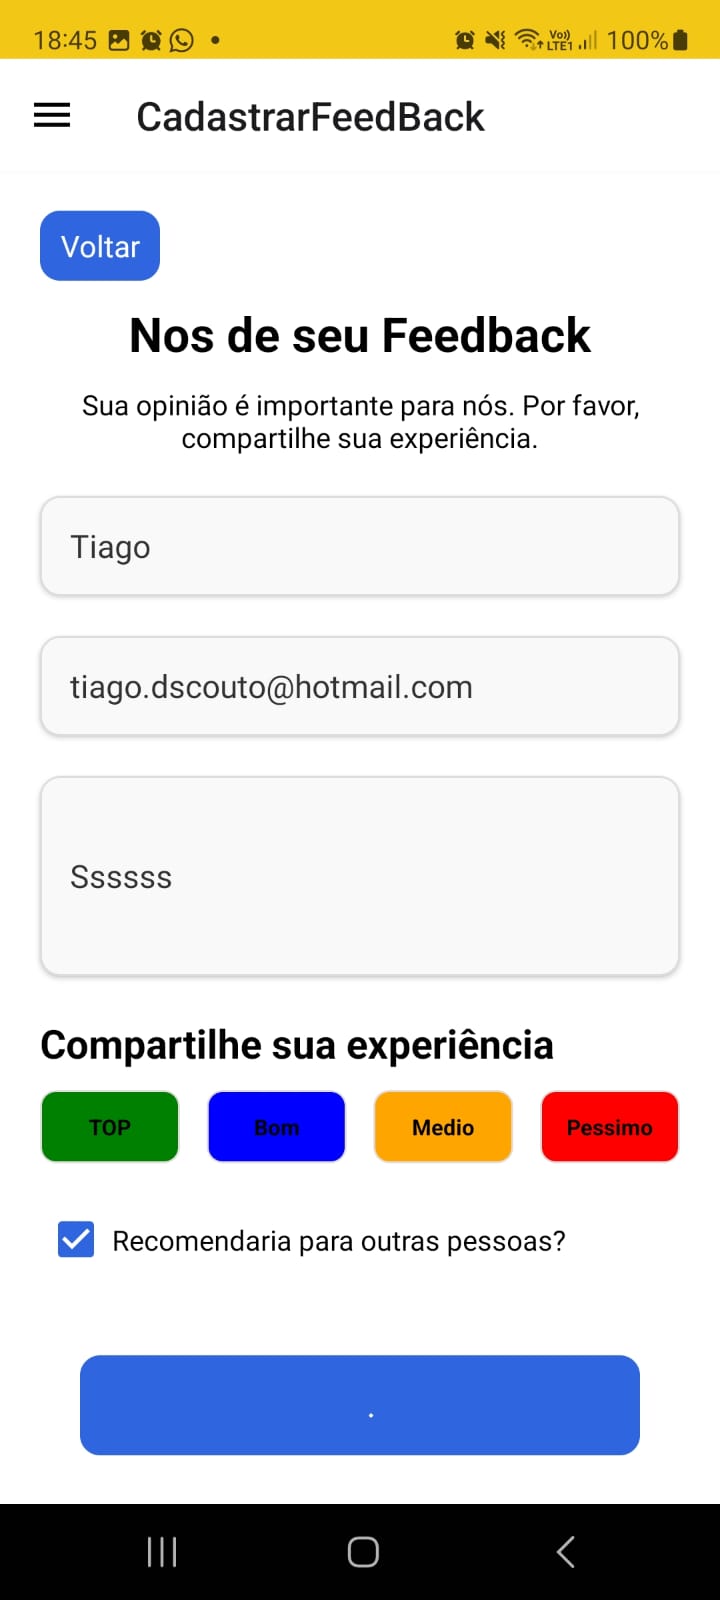 18:45
Vo))
LTE1
100%
CadastrarFeedBack
Voltar
Nos de seu Feedback
Sua opinião é importante para nós. Por favor,
compartilhe sua experiência.
Tiago
tiago.dscouto@hotmail.com
Ssssss
Compartilhe sua experiência
TOP Bom Medio Pessimo
Recomendaria para outras pessoas?
.